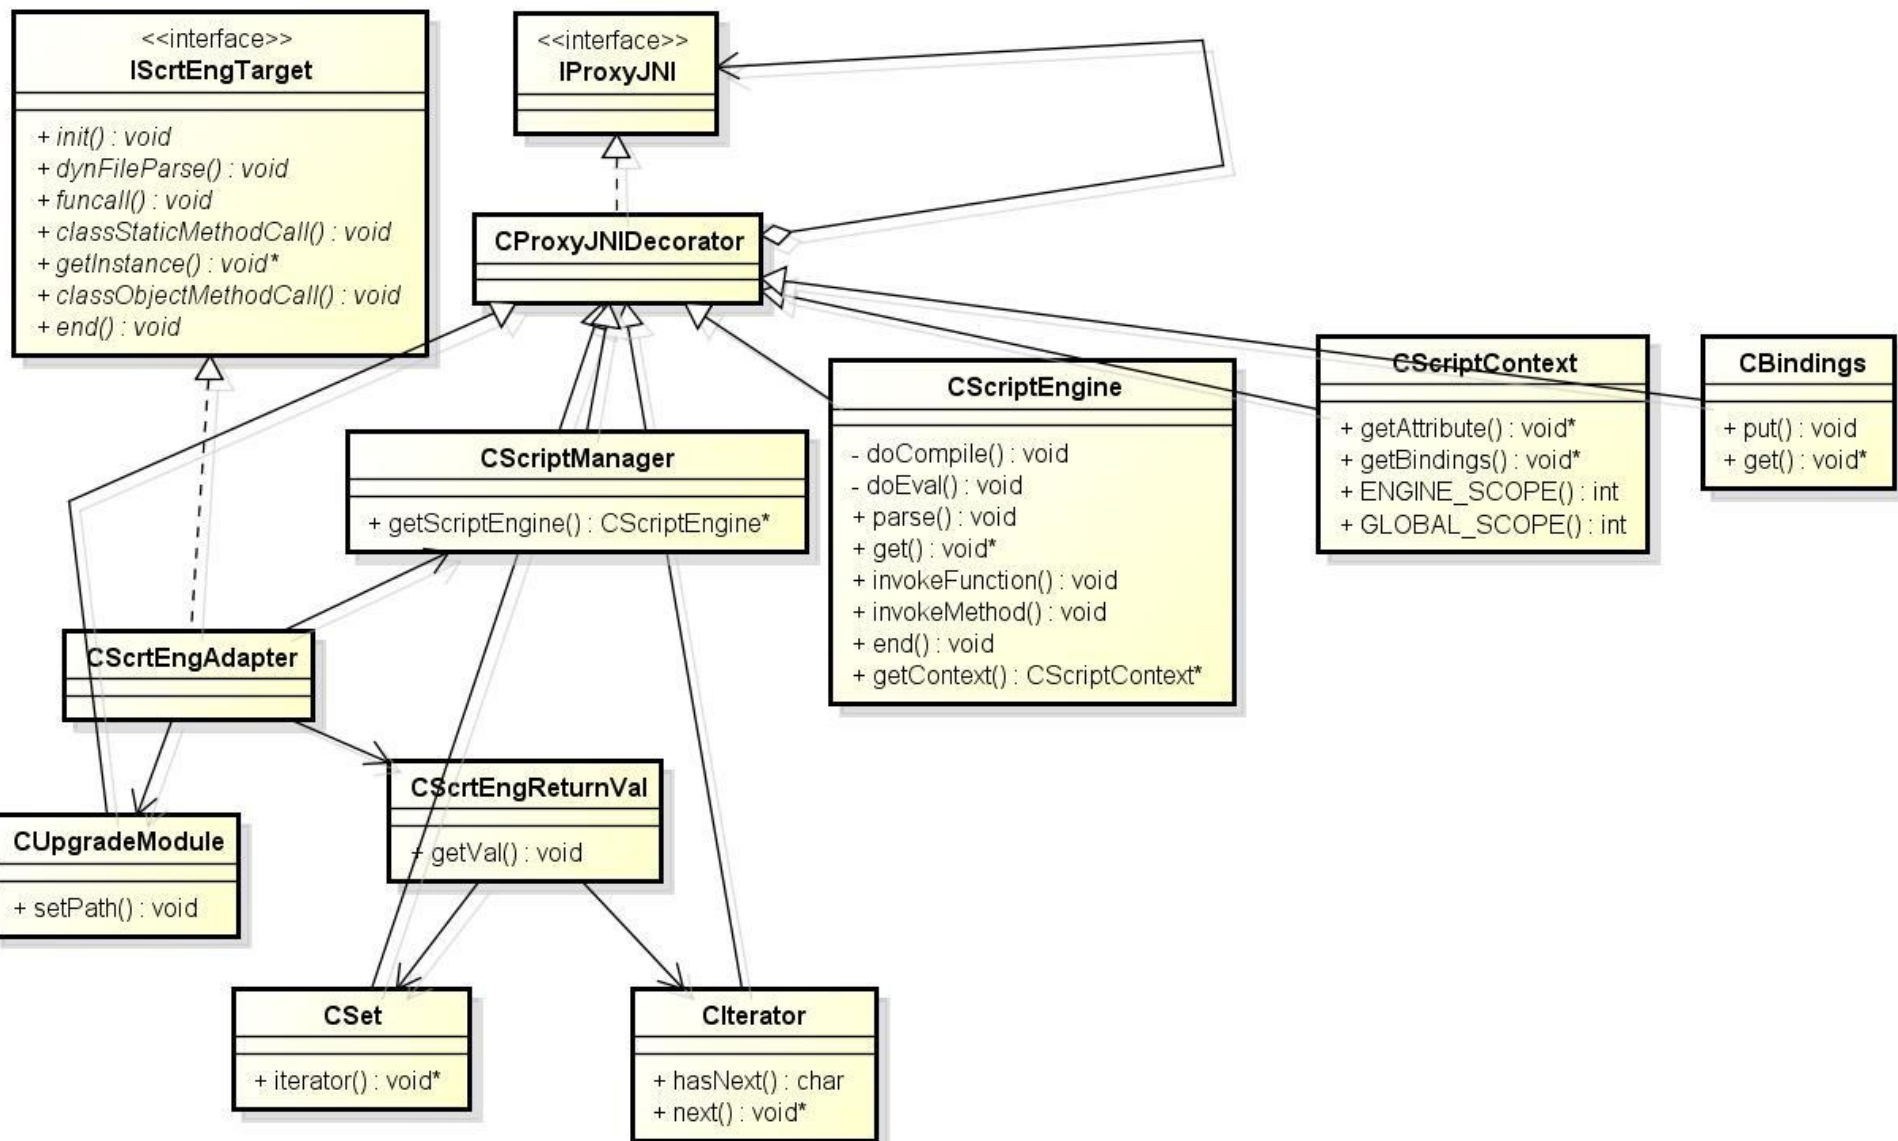 <<interface>>
IScrtEngTarget
+ init() : void
+ dynFileParse() : void
+ funcall() : void
+ classStaticMethodCall() : void
+ getInstance() : void*
+ classObjectMethodCall() : void
+ end() : void
<<interface>>
IProxyJNI
CProxyJNIDecorator
CScriptManager
+ getScriptEngine() : CScriptEngine*
CScriptEngine
- doCompile() : void
- doEval() : void
+ parse() : void
+ get() : void*
+ invokeFunction() : void
+ invokeMethod() : void
+ end() : void
+ getContext() : CScriptContext*
CScriptContext
+ getAttribute() : void*
+ getBindings() : void*
+ ENGINE_SCOPE() : int
+ GLOBAL_SCOPE() : int
CBindings
+ put() : void
+ get() : void*
CScrtEngAdapter
CScrtEngReturnVal
+ getVal() : void
CUpgradeModule
+ setPath() : void
CSet
+ iterator() : void*
CIterator
+ hasNext() : char
+ next() : void*